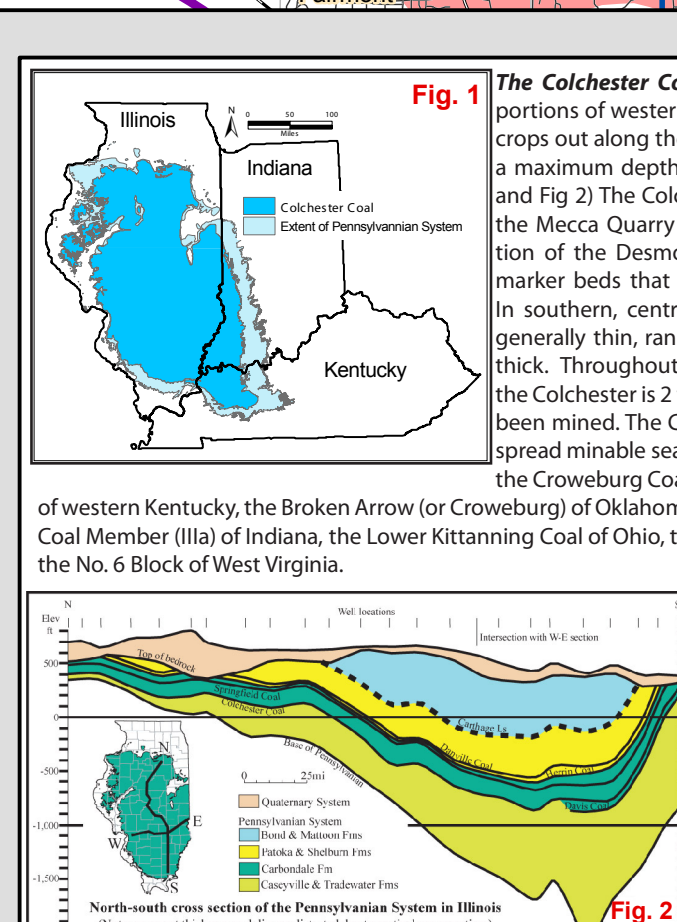 Fig. 1
Illinois
N
0 50 100
Miles
Indiana
Colchester Coal
Extent of Pennsylvannian System
Kentucky
The Colchester Co
portions of wester
crops out along the
a maximum depth
and Fig 2) The Colc
the Mecca Quarry
tion of the Desmo
marker beds that
In southern, centr
generally thin, ran
thick. Throughout
the Colchester is 2
been mined. The C
spread minable sea
the Croweburg Coa
of western Kentucky, the Broken Arrow (or Croweburg) of Oklahom
Coal Member (IIIa) of Indiana, the Lower Kittanning Coal of Ohio, t
the No. 6 Block of West Virginia.
N
S
Elev
ft
Well locations
Intersection with W-E section
Top of bedrock
500
Springfield Coal
Colchester Coal
Carthage Ls
0
Base of Pennsylvanian
Danville Coal
Herrin Coal
Davis Coal
-500
-1,000
-1,500
N
W
E
S
0 25mi
Quaternary System
Pennsylvanian System
Bond & Mattoon Fms
Patoka & Shelburn Fms
Carbondale Fm
Caseyville & Tradewater Fms
North-south cross section of the Pennsylvanian System in Illinois
Fig. 2